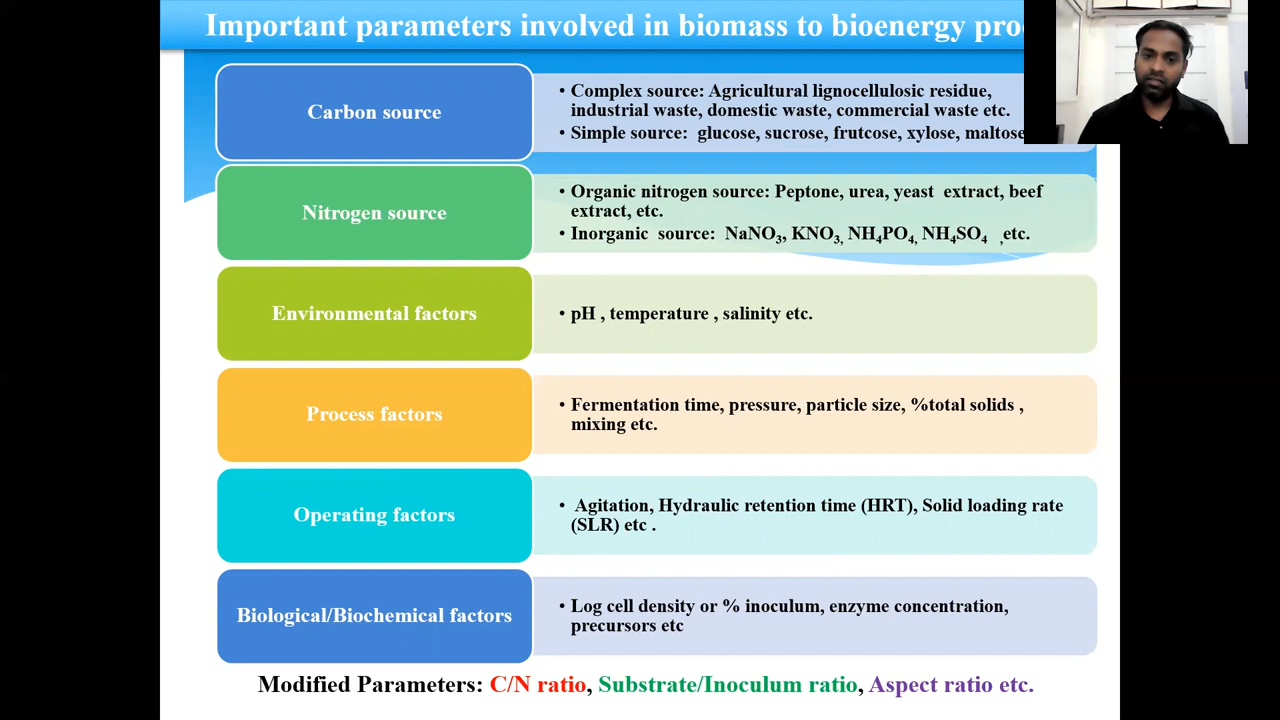 Important parameters involved in biomass to bioenergy
Carbon source
• Complex source: Agricultural lignocellulosic residue,
industrial waste, domestic waste, commercial waste etc.
• Simple source: glucose, sucrose, frutcose, xylose, maltose
Nitrogen source
• Organic nitrogen source: Peptone, urea, yeast extract, beef
extract, etc.
• Inorganic source: NaNO₃, KNO₃, NH₄PO₄, NH₄SO₄ ,etc.
Environmental factors
• pH , temperature , salinity etc.
Process factors
• Fermentation time, pressure, particle size, %total solids ,
mixing etc.
Operating factors
• Agitation, Hydraulic retention time (HRT), Solid loading rate
(SLR) etc .
Biological/Biochemical factors
• Log cell density or % inoculum, enzyme concentration,
precursors etc
Modified Parameters: C/N ratio, Substrate/Inoculum ratio, Aspect ratio etc.